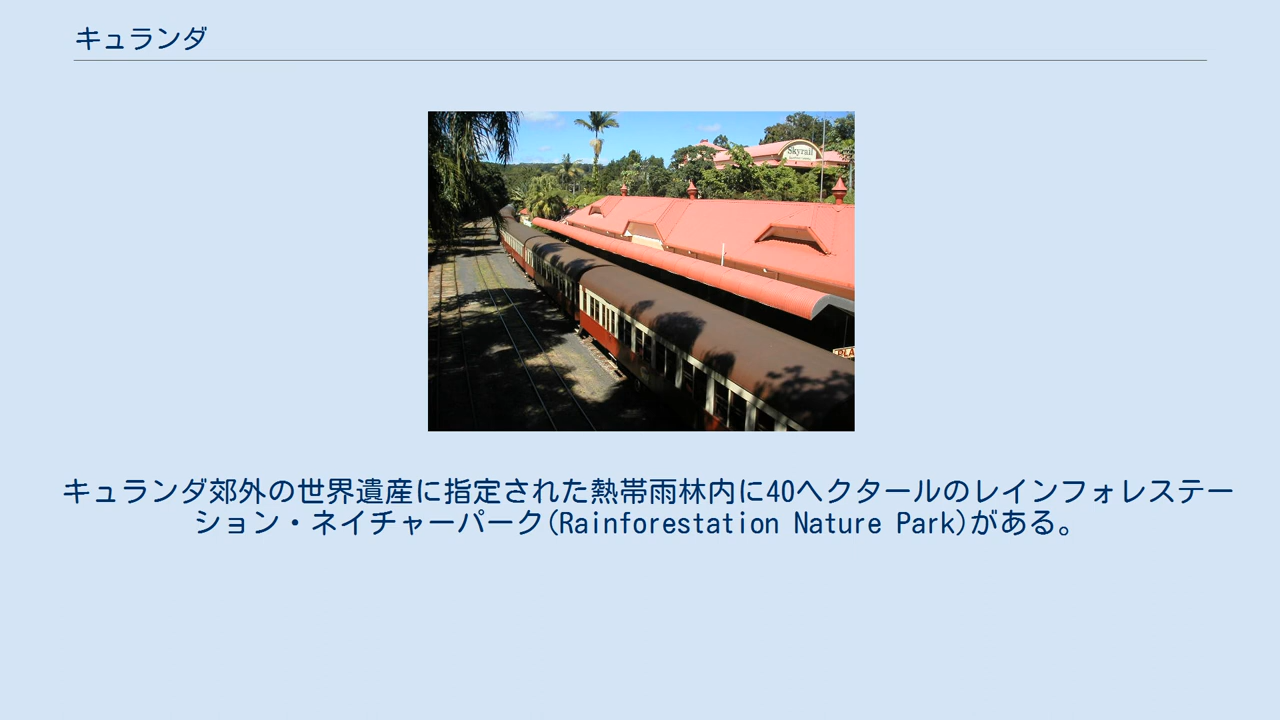 キュランダ
Skyrail
キュランダ郊外の世界遺産に指定された熱帯雨林内に40ヘクタールのレインフォレステー
ション・ネイチャーパーク(Rainforestation Nature Park)がある。